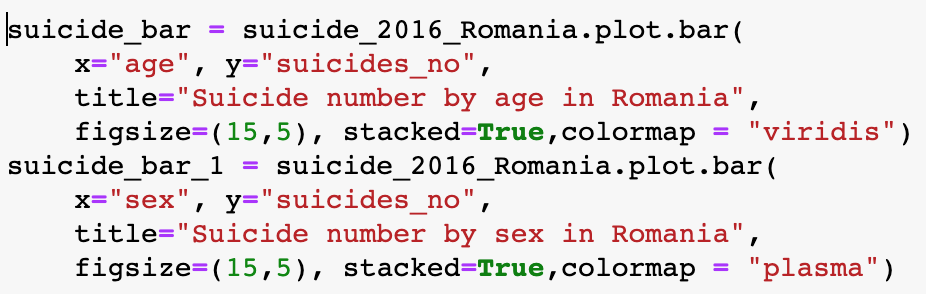 suicide_bar = suicide_2016_Romania.plot.bar(
    x="age", y="suicides_no",
    title="Suicide number by age in Romania",
    figsize=(15,5), stacked=True,colormap = "viridis")
suicide_bar_1 = suicide_2016_Romania.plot.bar(
    x="sex", y="suicides_no",
    title="Suicide number by sex in Romania",
    figsize=(15,5), stacked=True,colormap = "plasma")